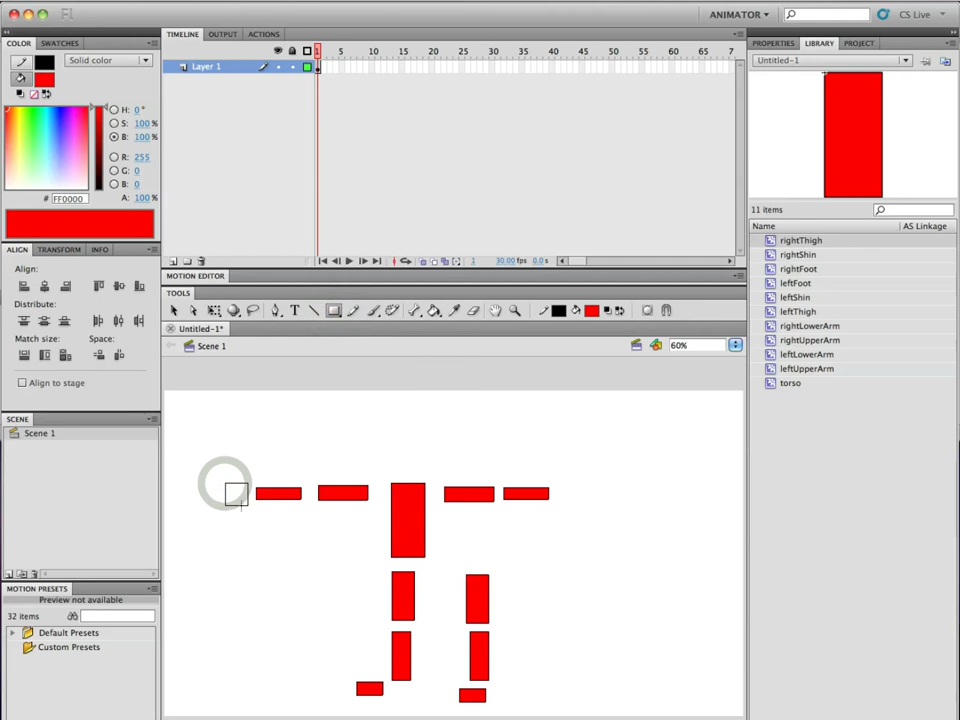 Fl
ANIMATOR
CS Live
COLOR
SWATCHES
Solid color
H: 0 °
S: 100 %
B: 100 %
R: 255
G: 0
B: 0
# FF0000
A: 100 %
ALIGN
TRANSFORM
INFO
Align:
Distribute:
Match size:
Space:
Align to stage
SCENE
Scene 1
MOTION PRESETS
Preview not available
32 items
Default Presets
Custom Presets
TIMELINE
OUTPUT
ACTIONS
1 5 10 15 20 25 30 35 40 45 50 55 60 65 7
Layer 1
1 30.00 fps 0.0 s
MOTION EDITOR
TOOLS
T
Untitled-1*
Scene 1
60%
PROPERTIES
LIBRARY
PROJECT
Untitled-1
11 items
Name
AS Linkage
rightThigh
rightShin
rightFoot
leftFoot
leftShin
leftThigh
rightLowerArm
rightUpperArm
leftLowerArm
leftUpperArm
torso